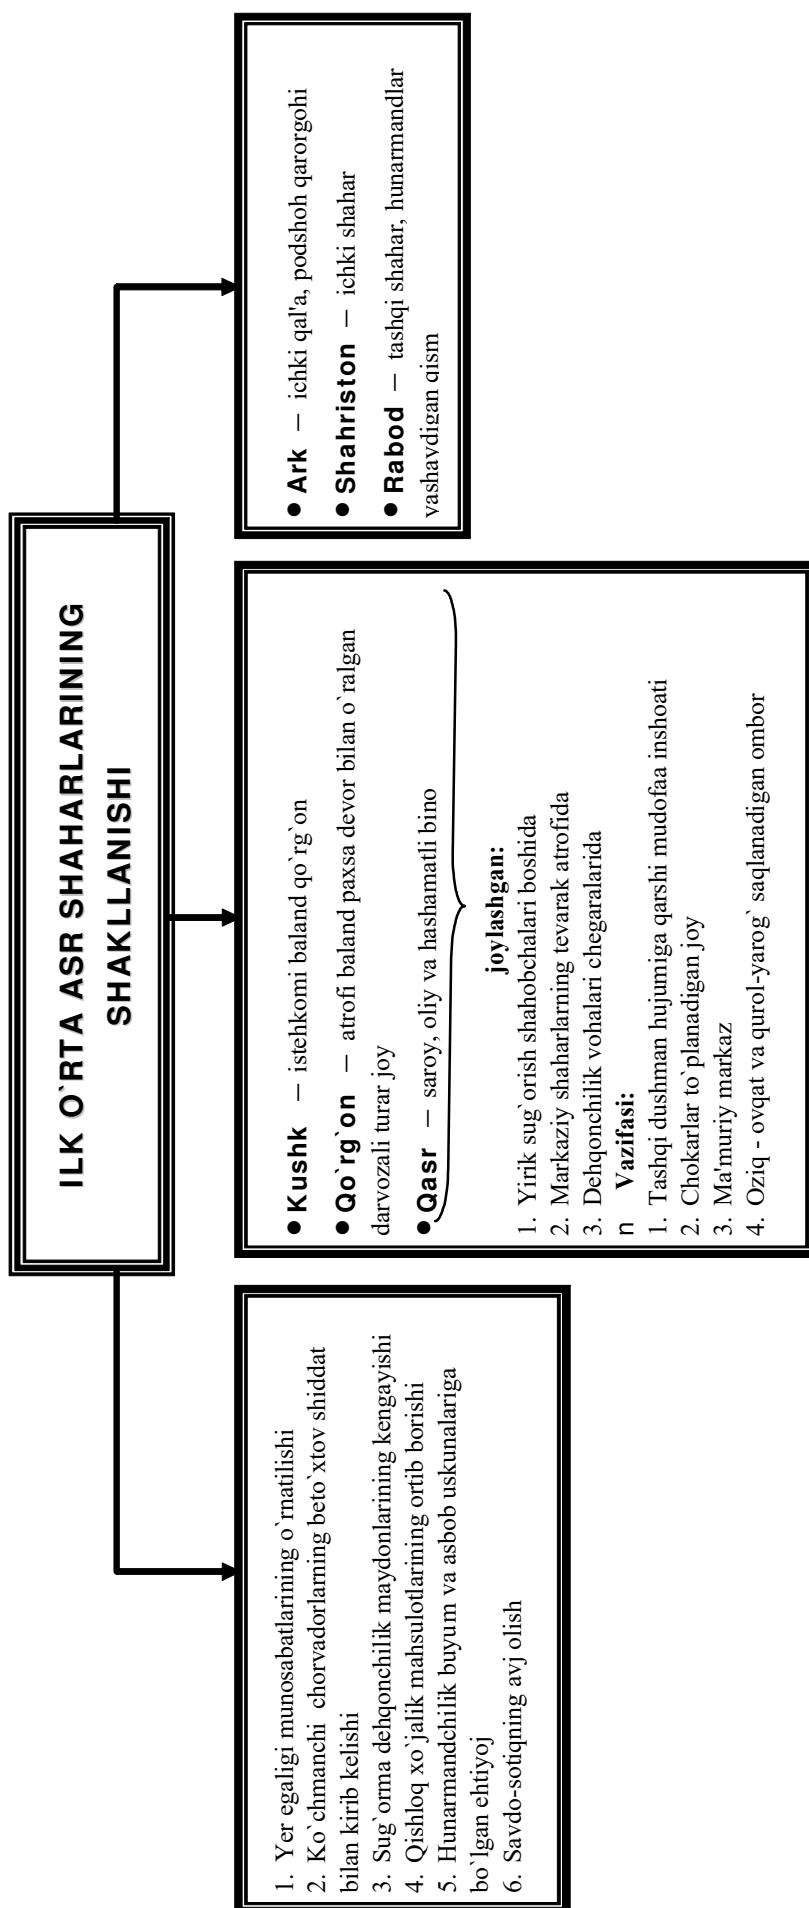 ILK O`RTA ASR SHAHARLARINING
SHAKLLANISHI
1. Yer egaligi munosabatlarining o`rnatilishi
2. Ko`chmanchi chorvadorlarning beto`xtov shiddat
bilan kirib kelishi
3. Sug`orma dehqonchilik maydonlarining kengayishi
4. Qishloq xo`jalik mahsulotlarining ortib borishi
5. Hunarmandchilik buyum va asbob uskunalariga
bo`lgan ehtiyoj
6. Savdo-sotiqning avj olish
● Kushk — istehkomi baland qo`rg`on
● Qo`rg`on — atrofi baland paxsa devor bilan o`ralgan
darvozali turar joy
● Qasr — saroy, oliy va hashamatli bino
joylashgan:
1. Yirik sug`orish shahobchalari boshida
2. Markaziy shaharlarning tevarak atrofida
3. Dehqonchilik vohalari chegaralarida
n Vazifasi:
1. Tashqi dushman hujumiga qarshi mudofaa inshoati
2. Chokarlar to`planadigan joy
3. Ma'muriy markaz
4. Oziq - ovqat va qurol-yarog` saqlanadigan ombor
● Ark — ichki qal'a, podshoh qarorgohi
● Shahriston — ichki shahar
● Rabod — tashqi shahar, hunarmandlar
yashaydigan qism